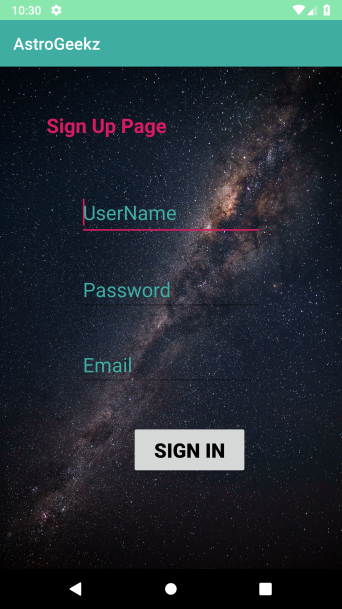 10:30
AstroGeekz
Sign Up Page
UserName
Password
Email
SIGN IN